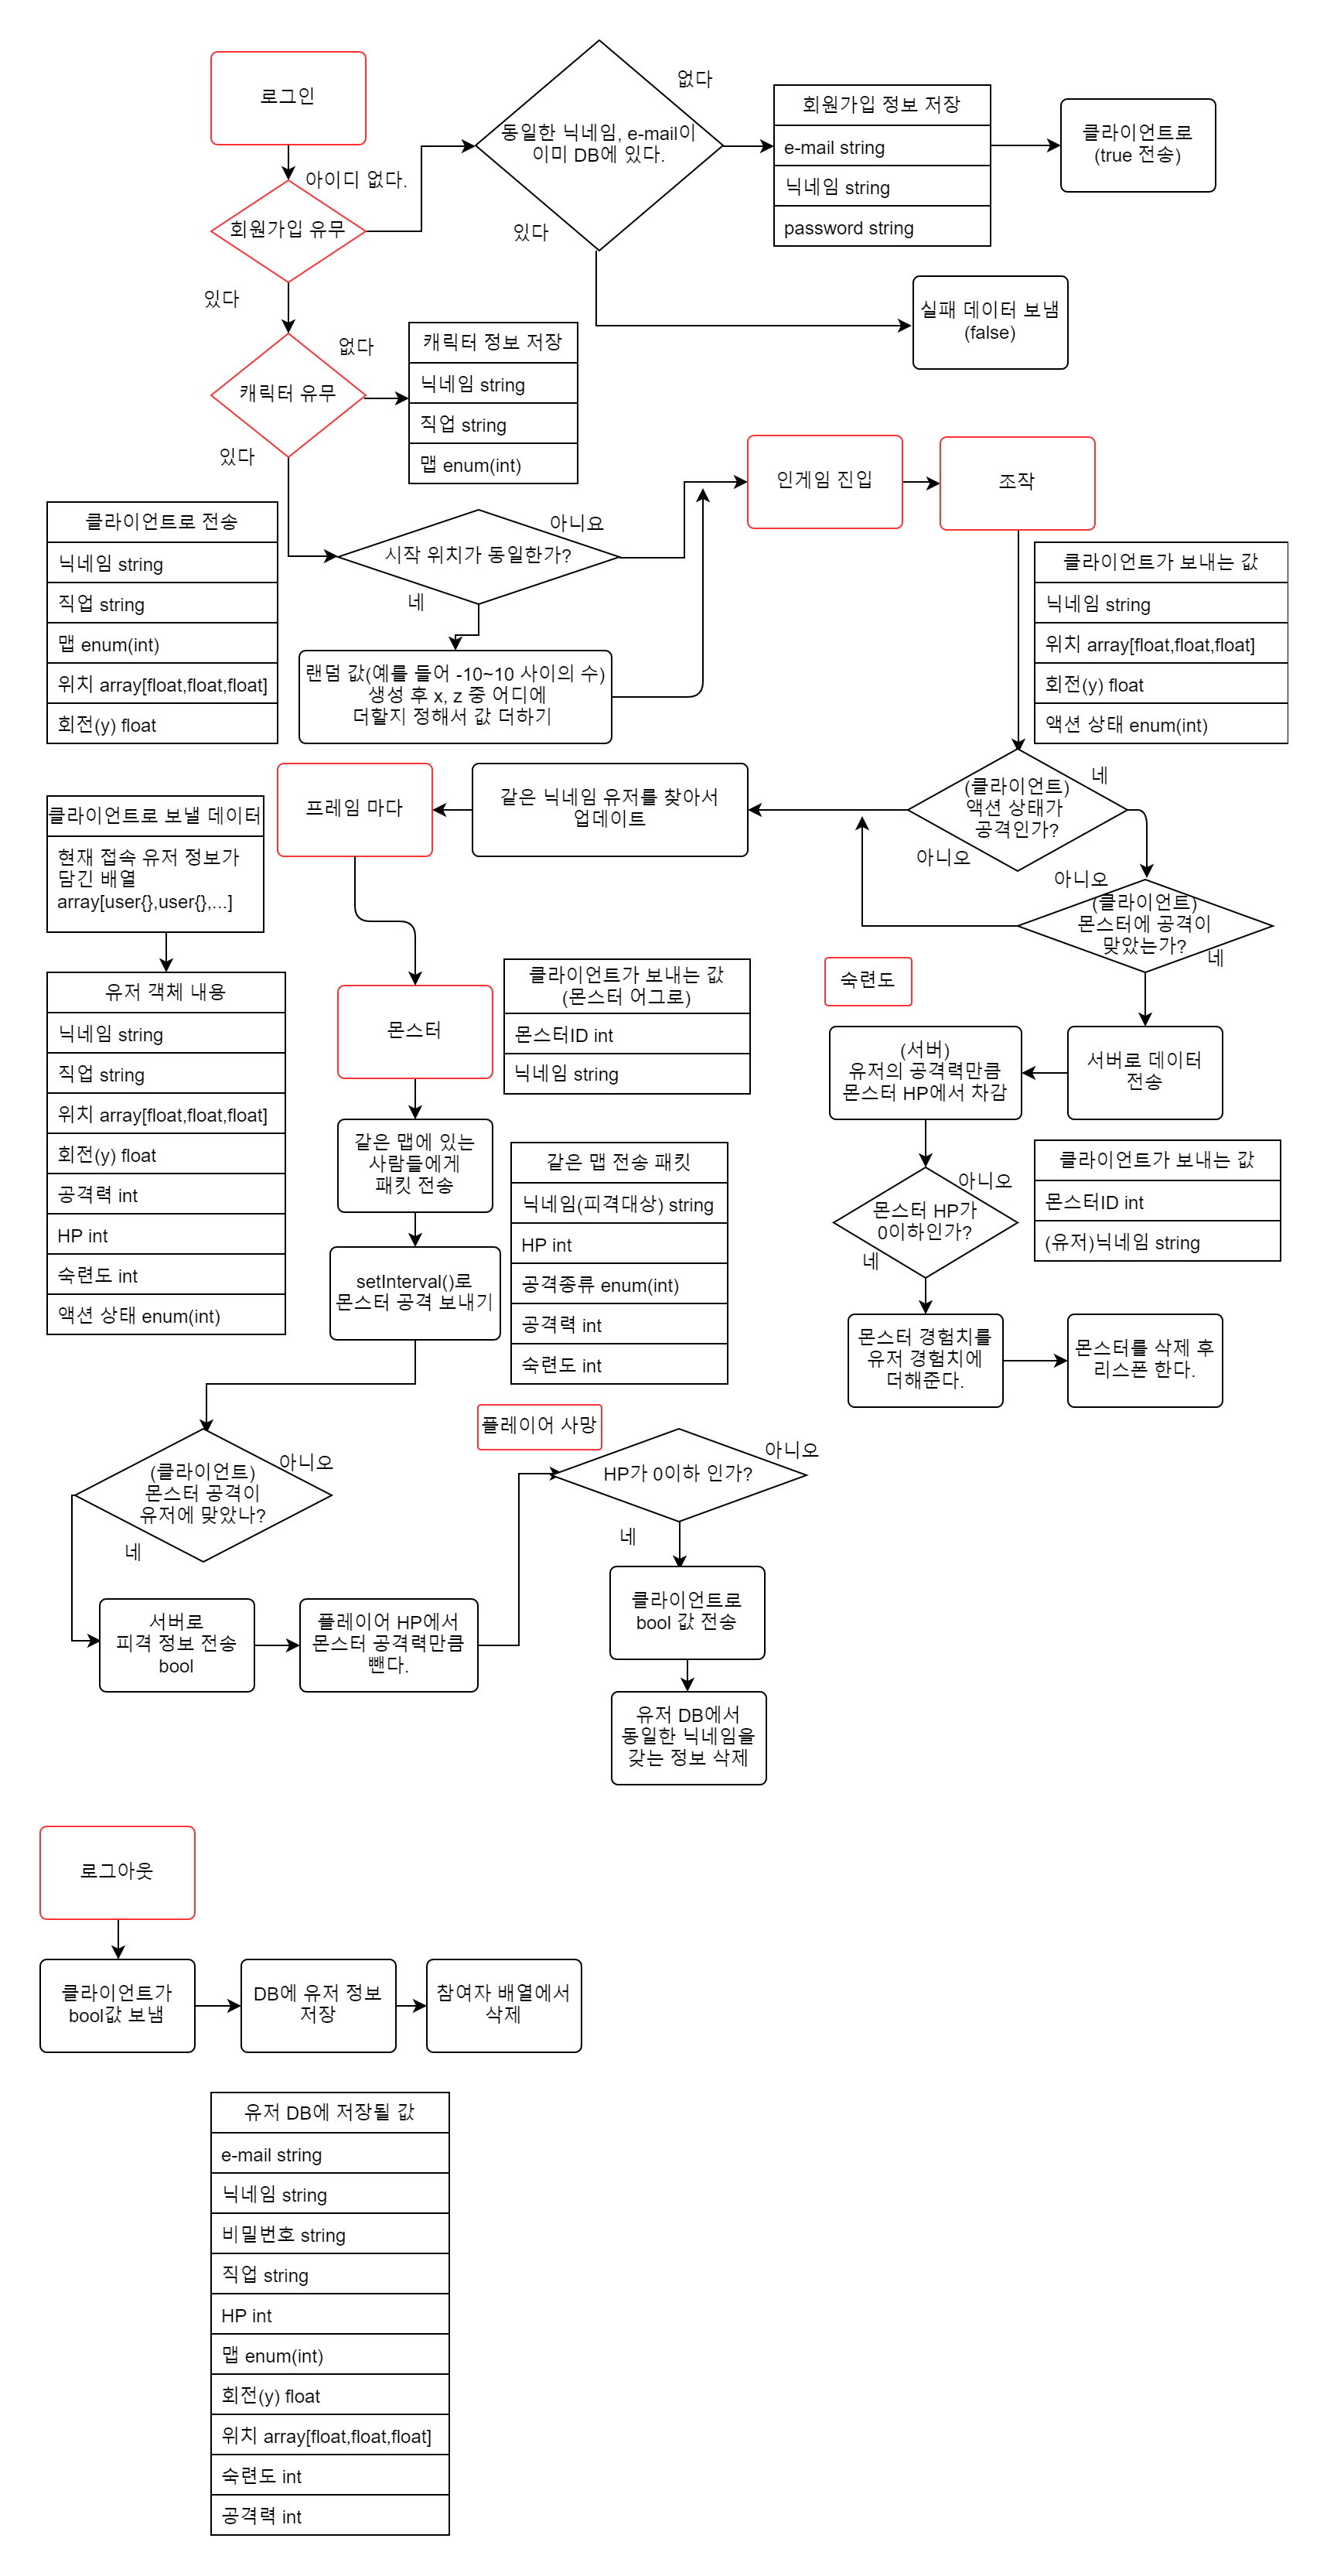 로그인
아이디 없다.
회원가입 유무
있다
동일한 닉네임, e-mail이
이미 DB에 있다.
없다
있다
회원가입 정보 저장
e-mail string
닉네임 string
password string
클라이언트로
(true 전송)
실패 데이터 보냄
(false)
캐릭터 유무
없다
있다
캐릭터 정보 저장
닉네임 string
직업 string
맵 enum(int)
클라이언트로 전송
닉네임 string
직업 string
맵 enum(int)
위치 array[float,float,float]
회전(y) float
시작 위치가 동일한가?
아니요
네
랜덤 값(예를 들어 -10~10 사이의 수)
생성 후 x, z 중 어디에
더할지 정해서 값 더하기
인게임 진입
조작
클라이언트가 보내는 값
닉네임 string
위치 array[float,float,float]
회전(y) float
액션 상태 enum(int)
(클라이언트)
액션 상태가
공격인가?
네
아니오
같은 닉네임 유저를 찾아서
업데이트
프레임 마다
클라이언트로 보낼 데이터
현재 접속 유저 정보가
담긴 배열
array[user{},user{},...]
유저 객체 내용
닉네임 string
직업 string
위치 array[float,float,float]
회전(y) float
공격력 int
HP int
숙련도 int
액션 상태 enum(int)
아니오
(클라이언트)
몬스터에 공격이
맞았는가?
네
숙련도
서버로 데이터
전송
(서버)
유저의 공격력만큼
몬스터 HP에서 차감
클라이언트가 보내는 값
몬스터ID int
(유저)닉네임 string
몬스터 HP가
0이하인가?
아니오
네
몬스터 경험치를
유저 경험치에
더해준다.
몬스터를 삭제 후
리스폰 한다.
몬스터
클라이언트가 보내는 값
(몬스터 어그로)
몬스터ID int
닉네임 string
같은 맵에 있는
사람들에게
패킷 전송
setInterval()로
몬스터 공격 보내기
같은 맵 전송 패킷
닉네임(피격대상) string
HP int
공격종류 enum(int)
공격력 int
숙련도 int
(클라이언트)
몬스터 공격이
유저에 맞았나?
아니오
네
서버로
피격 정보 전송
bool
플레이어 HP에서
몬스터 공격력만큼
뺀다.
플레이어 사망
HP가 0이하 인가?
아니오
네
클라이언트로
bool 값 전송
유저 DB에서
동일한 닉네임을
갖는 정보 삭제
로그아웃
클라이언트가
bool값 보냄
DB에 유저 정보
저장
참여자 배열에서
삭제
유저 DB에 저장될 값
e-mail string
닉네임 string
비밀번호 string
직업 string
HP int
맵 enum(int)
회전(y) float
위치 array[float,float,float]
숙련도 int
공격력 int